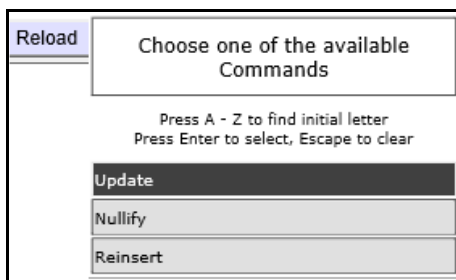 Reload
Choose one of the available
Commands
Press A - Z to find initial letter
Press Enter to select, Escape to clear
Update
Nullify
Reinsert